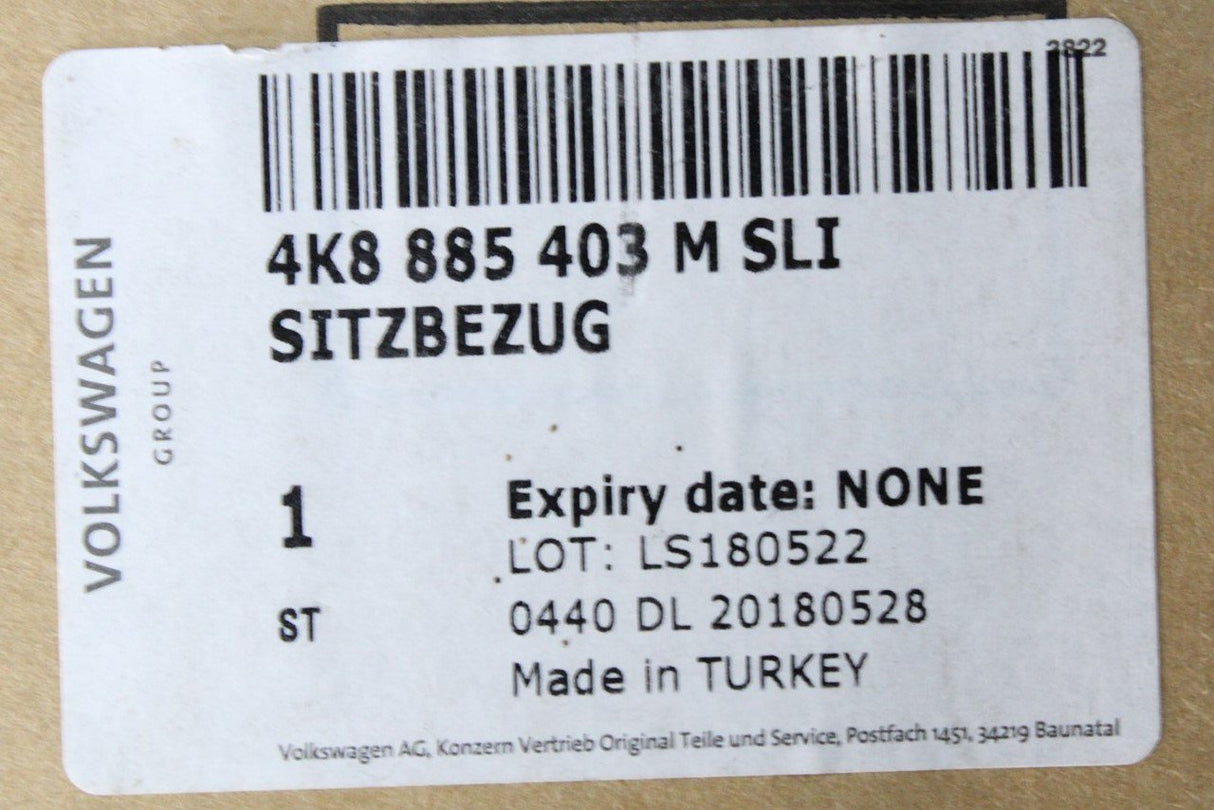 3822
4K8 885 403 M SLI
SITZBEZUG
VOLKSWAGEN
GROUP
1
Expiry date: NONE
LOT: LS180522
ST
0440 DL 20180528
Made in TURKEY
Volkswagen AG, Konzern Vertrieb Original Teile und Service, Postfach 1451, 34219 Baunatal